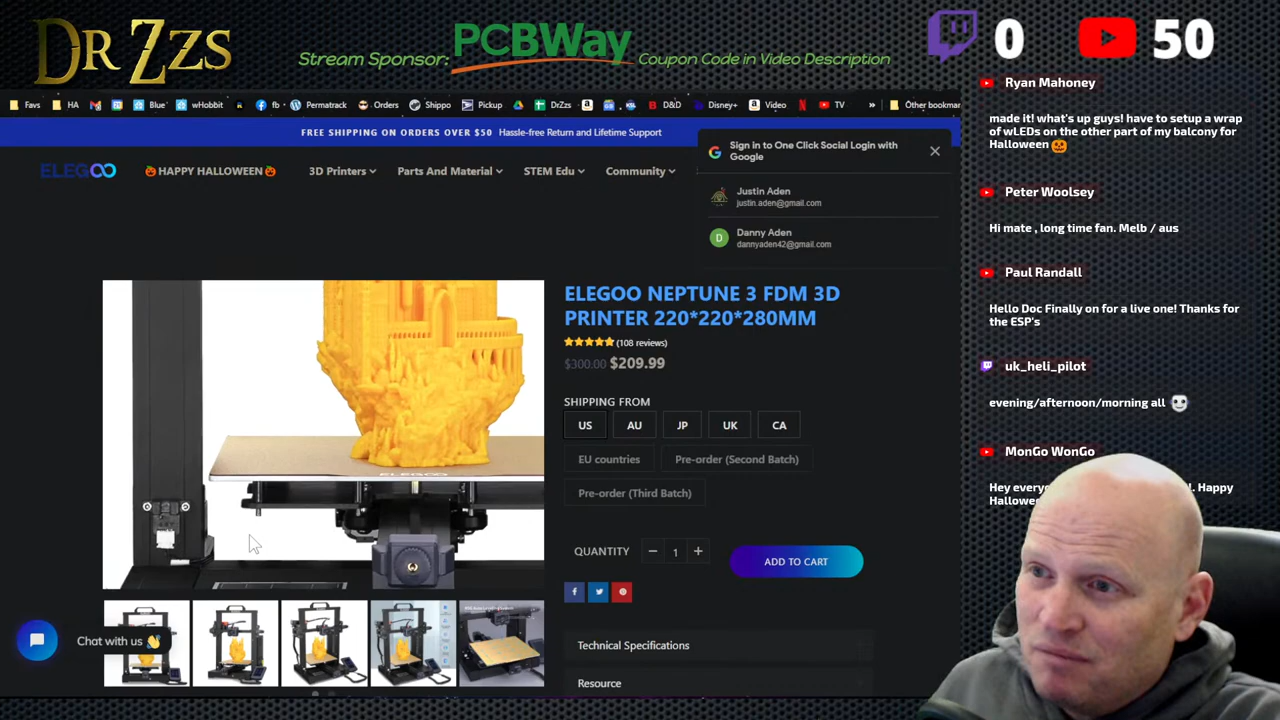 DR ZZS
Stream Sponsor: PCBWay Coupon Code in Video Description
0
50
Favs HA Blue` wHobbit fb Permatrack Orders Shippo Pickup DrZzs D&D Disney+ Video TV » Other bookmar
FREE SHIPPING ON ORDERS OVER $50 Hassle-free Return and Lifetime Support
ELEGOO
🎃HAPPY HALLOWEEN🎃
3D Printers
Parts And Material
STEM Edu
Community
Sign in to One Click Social Login with
Google
Justin Aden
justin.aden@gmail.com
D
Danny Aden
dannyaden42@gmail.com
ELEGOO
ELEGOO NEPTUNE 3 FDM 3D
PRINTER 220*220*280MM
(108 reviews)
$300.00 $209.99
SHIPPING FROM
US AU JP UK CA
EU countries Pre-order (Second Batch)
Pre-order (Third Batch)
QUANTITY − 1 + ADD TO CART
Technical Specifications
Resource
Chat with us 👋
Ryan Mahoney
made it! what's up guys! have to setup a wrap
of wLEDs on the other part of my balcony for
Halloween 🎃
Peter Woolsey
Hi mate , long time fan. Melb / aus
Paul Randall
Hello Doc Finally on for a live one! Thanks for
the ESP's
uk_heli_pilot
evening/afternoon/morning all
MonGo WonGo
Hey everyo l. Happy
Hallowe